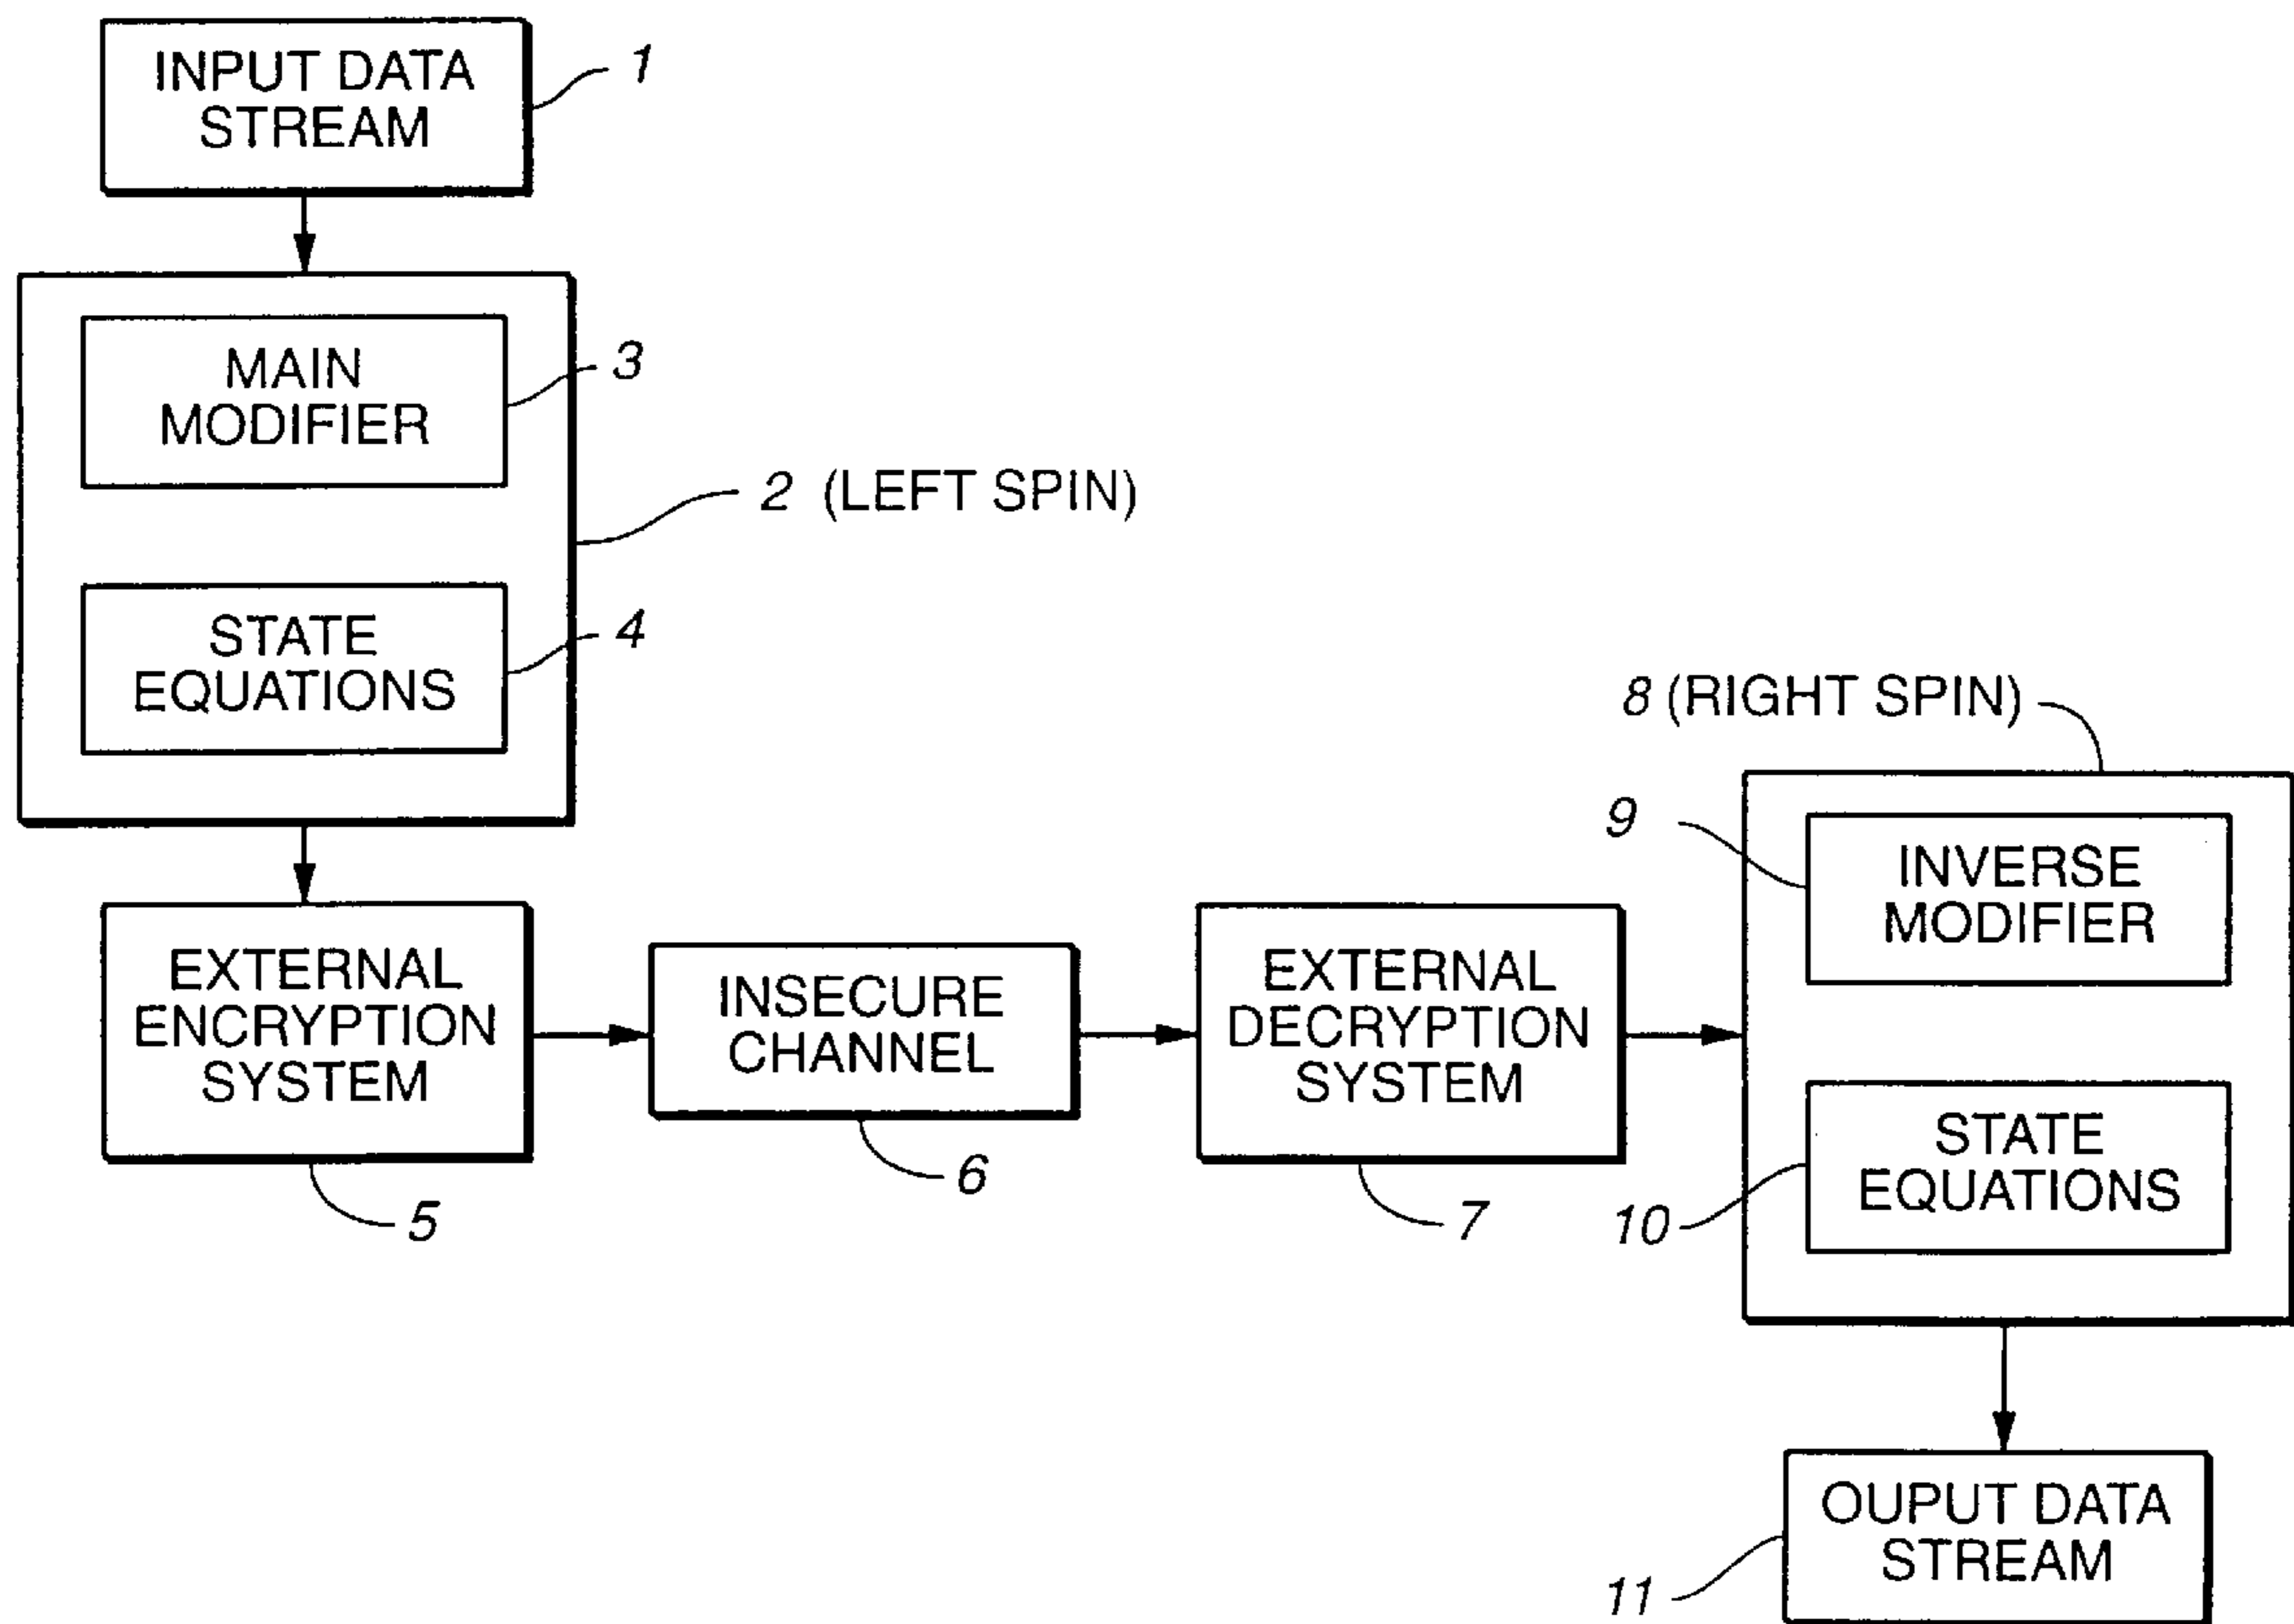 INPUT DATA
STREAM
1
MAIN
MODIFIER
3
2 (LEFT SPIN)
STATE
EQUATIONS
4
EXTERNAL
ENCRYPTION
SYSTEM
5
INSECURE
CHANNEL
6
EXTERNAL
DECRYPTION
SYSTEM
7
8 (RIGHT SPIN)
9
INVERSE
MODIFIER
STATE
EQUATIONS
10
OUPUT DATA
STREAM
11